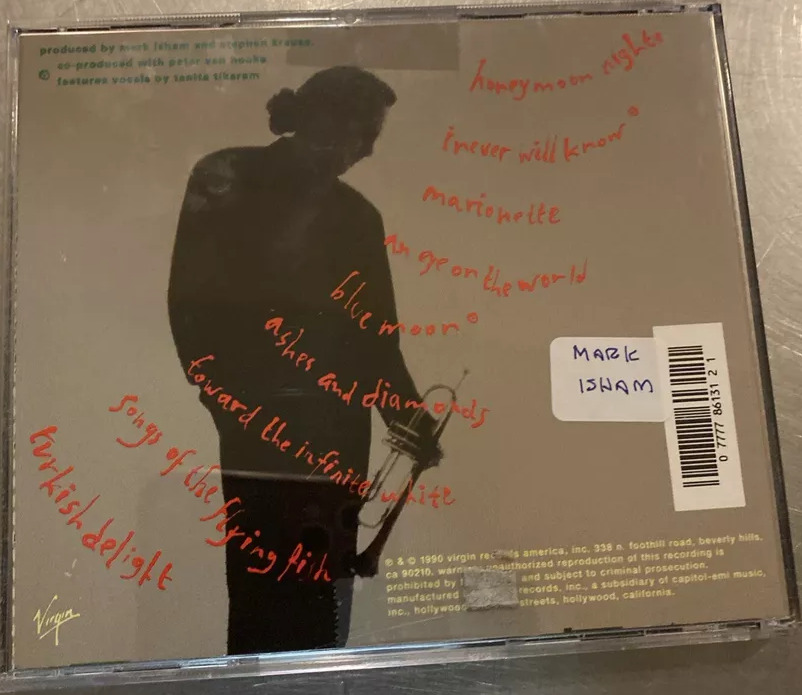 produced by mark isham and stephen krause.
co-produced with peter van hooke
° features vocals by tanita tikaram
honeymoon nights
i never will know°
marionette
an eye on the world
blue moon°
ashes and diamonds
toward the infinite white
songs of the flying fish
turkish delight
MARK
ISHAM
0 7777 86131 2 1
Virgin
℗ & © 1990 virgin records america, inc. 338 n. foothill road, beverly hills,
ca 90210. unauthorized reproduction of this recording is
prohibited by and subject to criminal prosecution.
manufactured records, inc., a subsidiary of capitol-emi music,
inc., hollywood streets, hollywood, california.